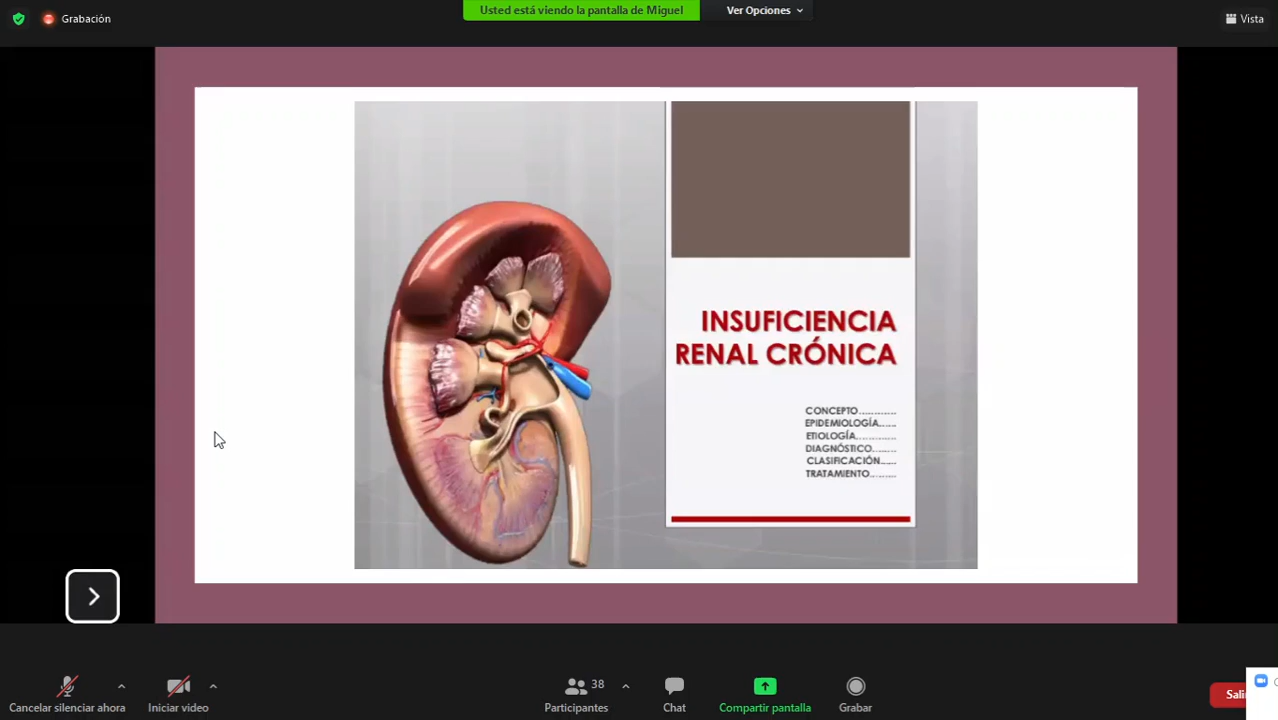 Grabación
Usted está viendo la pantalla de Miguel
Ver Opciones
Vista
INSUFICIENCIA
RENAL CRÓNICA
CONCEPTO............
EPIDEMIOLOGÍA......
ETIOLOGÍA.............
DIAGNÓSTICO........
CLASIFICACIÓN......
TRATAMIENTO.........
Cancelar silenciar ahora
Iniciar video
38
Participantes
Chat
Compartir pantalla
Grabar